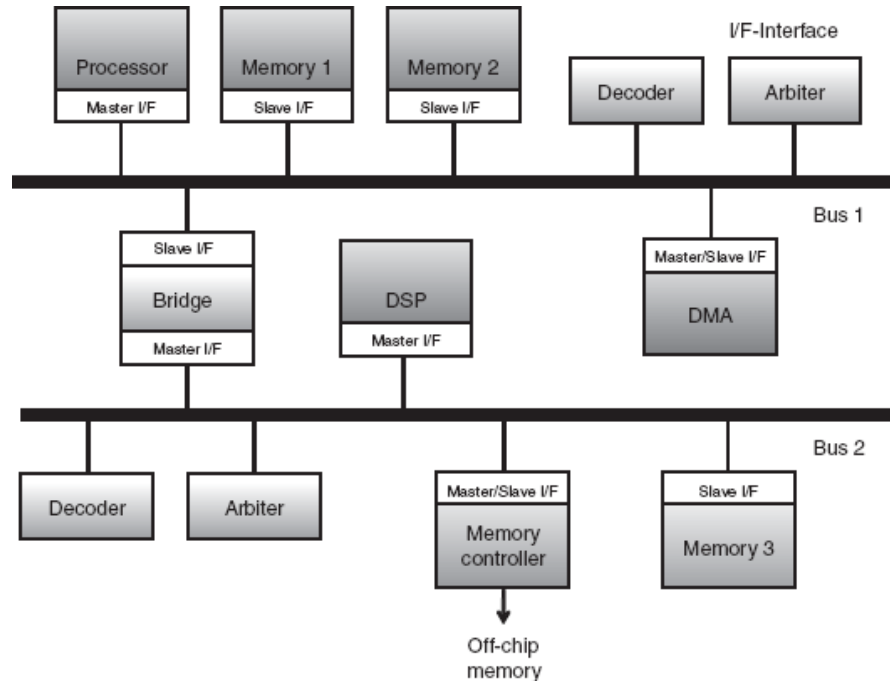 I/F-Interface
Processor
Master I/F
Memory 1
Slave I/F
Memory 2
Slave I/F
Decoder
Arbiter
Bus 1
Slave I/F
Bridge
Master I/F
DSP
Master I/F
Master/Slave I/F
DMA
Bus 2
Decoder
Arbiter
Master/Slave I/F
Memory
controller
Slave I/F
Memory 3
Off-chip
memory